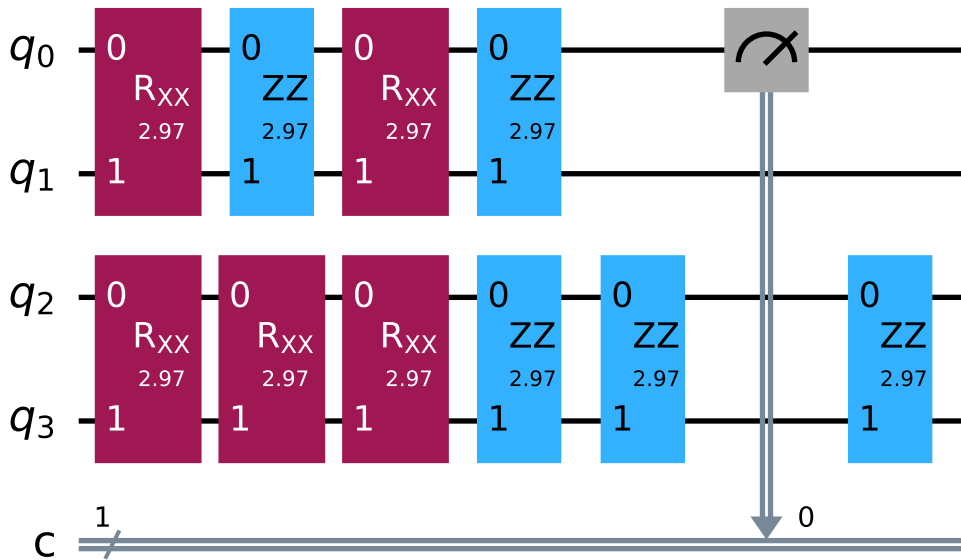 q0 0 0 0 0
RXX ZZ RXX ZZ
2.97 2.97 2.97 2.97
q1 1 1 1 1
q2 0 0 0 0 0 0
RXX RXX RXX ZZ ZZ ZZ
2.97 2.97 2.97 2.97 2.97 2.97
q3 1 1 1 1 1 1
1 0
c